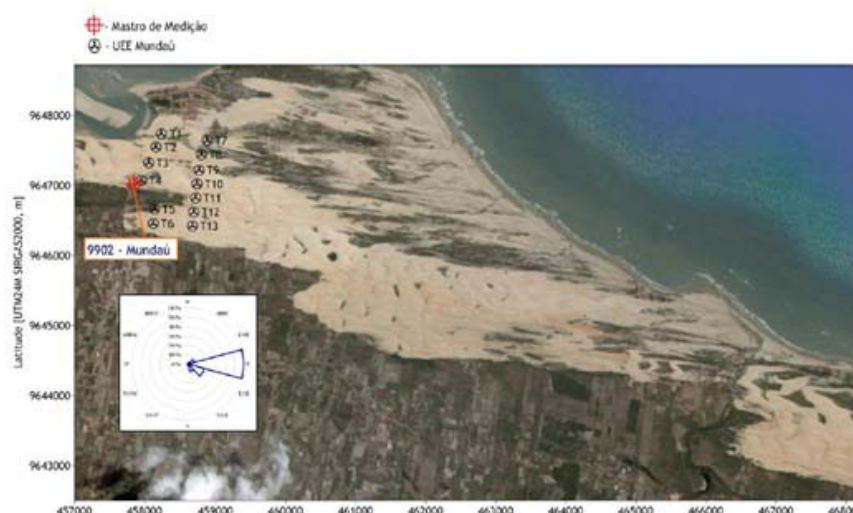 - Mastro de Medição
- UEE Mundaú
9648000
9647000
9646000
9645000
9644000
9643000
Latitude [UTM24M SIRGAS2000, m]
T1
T2
T3
T4
T5
T6
T7
T8
T9
T10
T11
T12
T13
9902 - Mundaú
457000
458000
459000
460000
461000
462000
463000
464000
465000
466000
467000